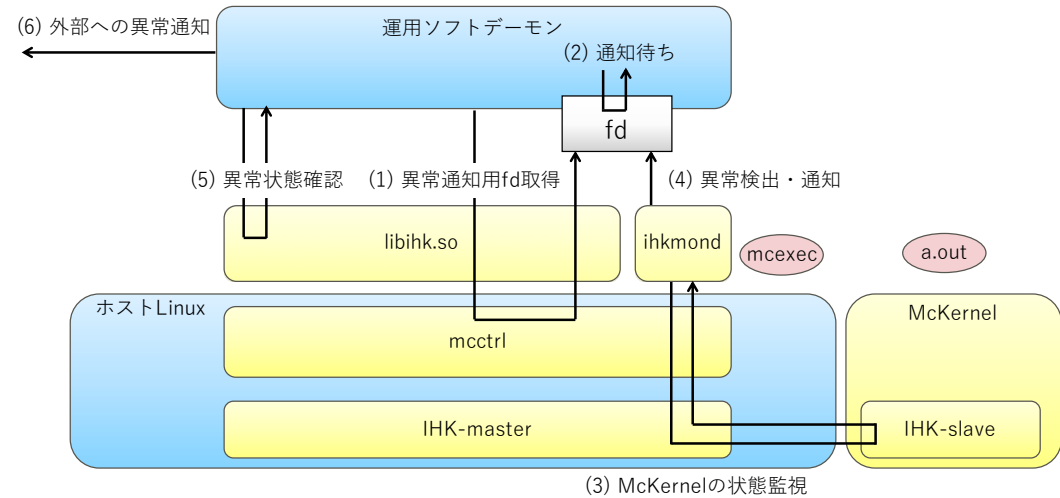 (6) 外部への異常通知
運用ソフトデーモン
(2) 通知待ち
fd
(5) 異常状態確認
(1) 異常通知用fd取得
(4) 異常検出・通知
libihk.so
ihkmond
mcexec
a.out
ホストLinux
McKernel
mcctrl
IHK-master
IHK-slave
(3) McKernelの状態監視